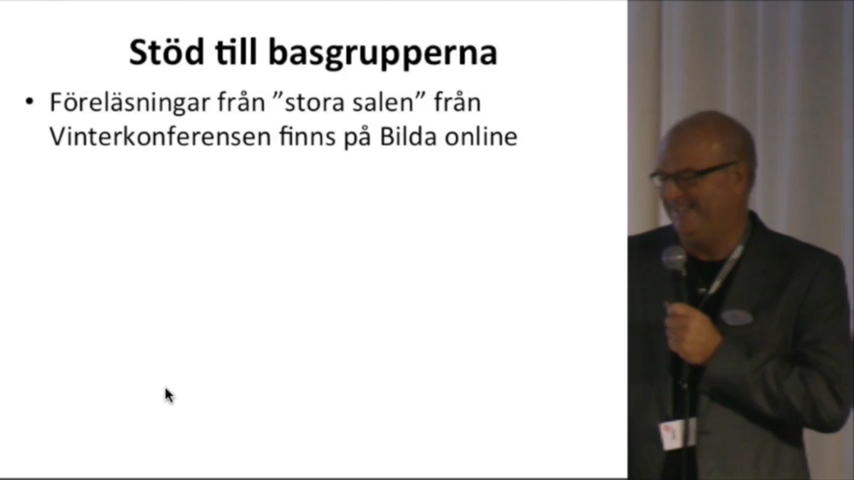 Stöd till basgrupperna
• Föreläsningar från ”stora salen” från
Vinterkonferensen finns på Bilda online